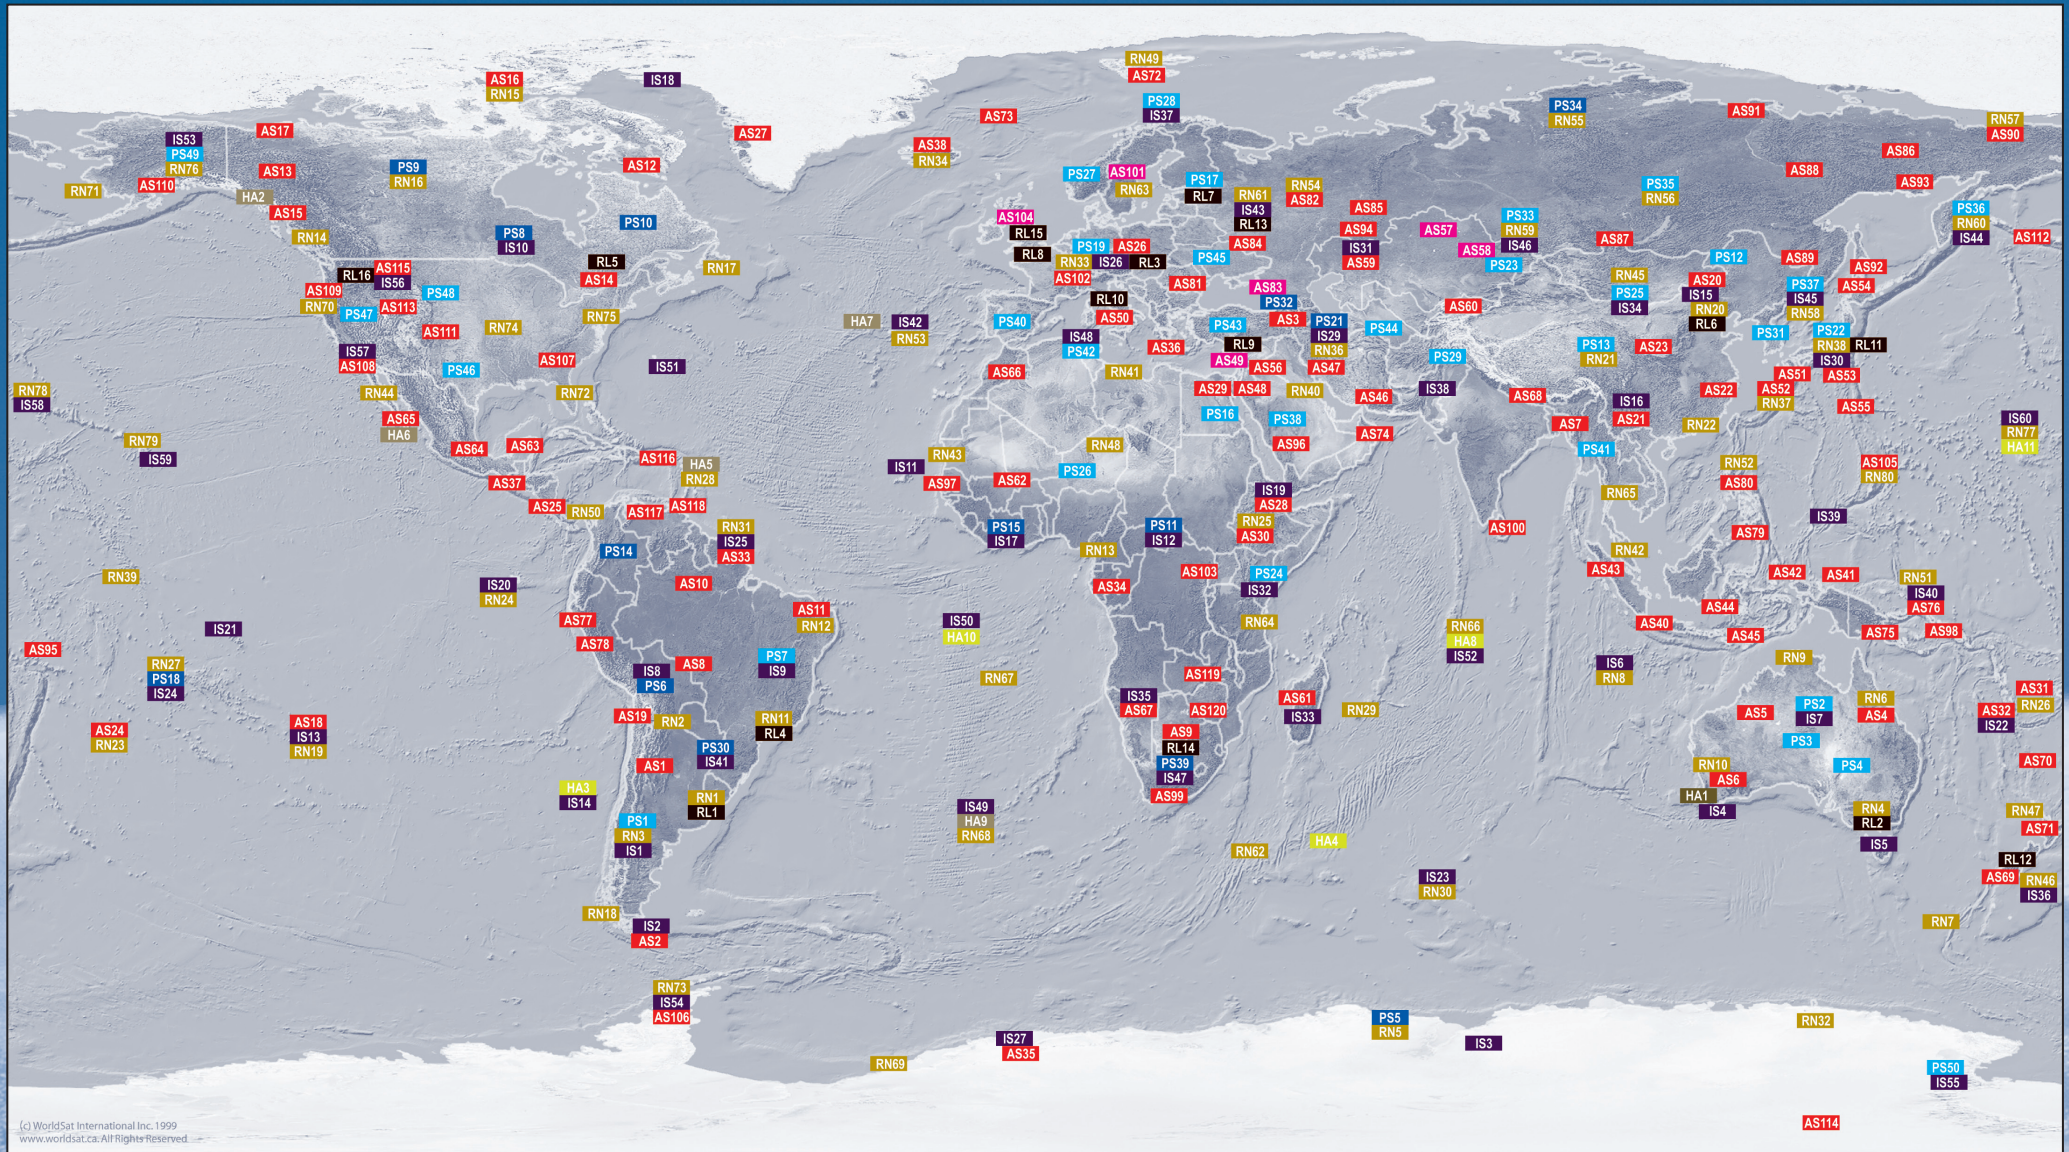 RN49
AS72
AS16
RN15
IS18
PS28
IS37
AS73
PS34
RN55
AS91
RN57
AS90
AS17
AS27
IS53
PS49
RN76
AS110
RN71
AS13
HA2
AS15
RN14
PS9
RN16
AS12
AS38
RN34
PS27
AS101
RN63
PS17
RL7
RN61
IS43
RL13
RN54
AS82
AS85
PS35
RN56
AS88
AS86
AS93
PS36
RN60
IS44
AS112
PS8
IS10
PS10
AS104
RL15
RL8
PS19
AS26
RN33
IS26
RL3
AS102
PS45
AS84
AS94
IS31
AS59
AS57
AS58
PS33
RN59
IS46
PS23
AS87
PS12
AS89
AS92
AS54
RL5
AS14
RN17
RL16
AS115
IS56
AS109
RN70
PS47
AS113
PS48
AS111
RN74
RN75
AS81
AS83
PS32
AS3
AS60
RN45
PS25
IS34
AS20
IS15
RN20
RL6
PS37
IS45
RN58
RL10
AS50
HA7
IS42
RN53
PS40
IS48
PS42
AS36
PS43
RL9
AS49
AS56
PS21
IS29
RN36
AS47
PS44
PS29
PS13
RN21
AS23
PS31
PS22
RN38
RL11
IS30
IS57
AS108
AS107
IS51
PS46
RN44
RN72
AS66
RN41
AS29
AS48
RN40
AS46
IS38
AS68
IS16
AS21
AS22
AS51
AS53
AS52
RN37
AS55
RN78
IS58
AS65
HA6
PS16
PS38
AS96
AS74
AS7
PS41
RN22
IS60
RN77
HA11
RN79
IS59
AS64
AS63
AS116
HA5
RN28
RN43
IS11
AS97
AS62
RN48
PS26
RN52
AS80
AS105
RN80
AS37
AS25
RN50
AS117
AS118
IS19
AS28
RN25
AS30
RN65
AS100
IS39
AS79
PS14
RN31
IS25
AS33
PS15
IS17
PS11
IS12
RN13
RN42
AS43
RN39
IS20
RN24
AS10
AS34
AS103
PS24
IS32
AS42
AS41
RN51
IS40
AS76
AS77
AS78
AS11
RN12
IS50
HA10
RN64
RN66
HA8
IS52
AS40
AS44
AS45
AS75
AS98
IS21
AS95
RN27
PS18
IS24
IS8
PS6
AS8
PS7
IS9
RN67
IS35
AS67
AS119
AS120
AS61
IS33
RN29
IS6
RN8
RN9
AS31
RN26
AS32
IS22
AS24
RN23
AS18
IS13
RN19
AS19
RN2
RN11
RL4
AS9
RL14
PS39
IS47
AS99
AS5
PS2
IS7
RN6
AS4
PS3
PS4
AS70
PS30
IS41
AS1
HA3
IS14
RN1
RL1
PS1
RN3
IS1
IS49
HA9
RN68
RN10
AS6
HA1
IS4
RN4
RL2
IS5
RN47
AS71
RL12
AS69
RN46
IS36
RN62
HA4
IS23
RN30
RN18
IS2
AS2
RN7
RN73
IS54
AS106
PS5
RN5
RN32
IS27
AS35
IS3
RN69
PS50
IS55
AS114
(c) WorldSat International Inc. 1999
www.worldsat.ca. All Rights Reserved